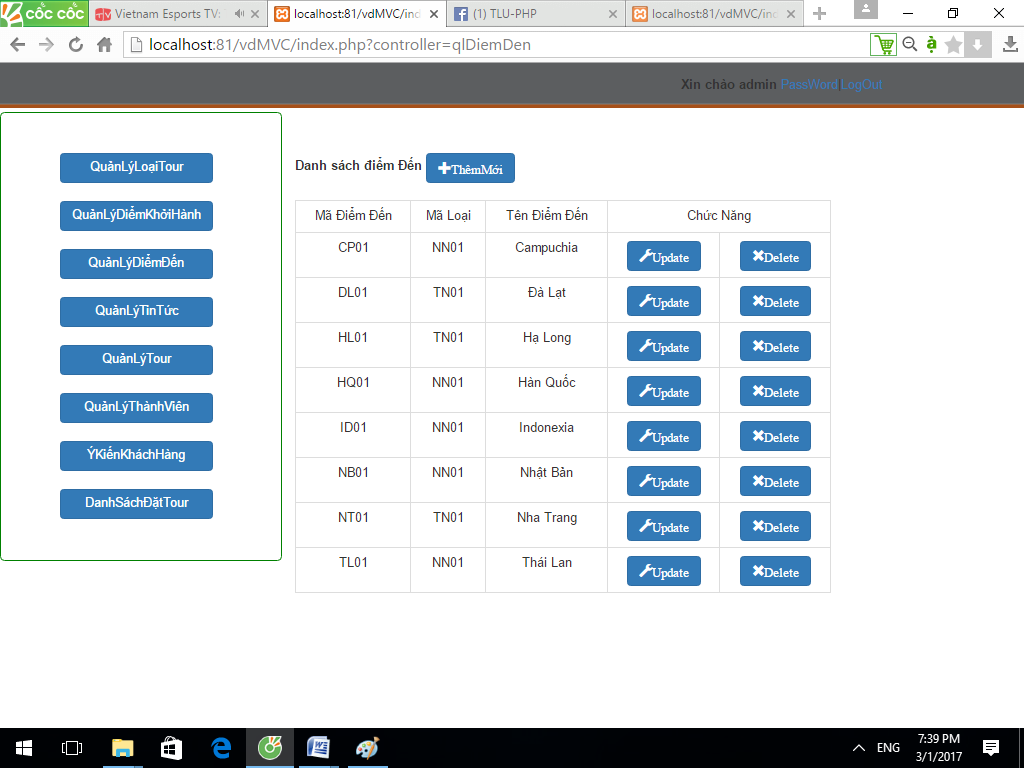 cốc cốc
Vietnam Esports TV:
localhost:81/vdMVC/ind
(1) TLU-PHP
localhost:81/vdMVC/ind
localhost:81/vdMVC/index.php?controller=qlDiemDen
Xin chào admin PassWord|LogOut
QuảnLýLoạiTour
QuảnLýDiểmKhởiHành
QuảnLýDiểmĐến
QuảnLýTinTức
QuảnLýTour
QuảnLýThànhViên
ÝKiếnKháchHàng
DanhSáchĐặtTour
Danh sách điểm Đến ThêmMới
Mã Điểm Đến Mã Loại Tên Điểm Đến Chức Năng
CP01 NN01 Campuchia Update Delete
DL01 TN01 Đà Lạt Update Delete
HL01 TN01 Hạ Long Update Delete
HQ01 NN01 Hàn Quốc Update Delete
ID01 NN01 Indonexia Update Delete
NB01 NN01 Nhật Bản Update Delete
NT01 TN01 Nha Trang Update Delete
TL01 NN01 Thái Lan Update Delete
ENG
7:39 PM
3/1/2017